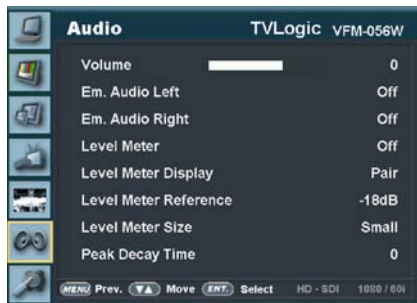 Audio TVLogic VFM-056W
Volume 0
Em. Audio Left Off
Em. Audio Right Off
Level Meter Off
Level Meter Display Pair
Level Meter Reference -18dB
Level Meter Size Small
Peak Decay Time 0
MENU Prev. ▼▲ Move ENT. Select HD - SDI 1080 / 60i